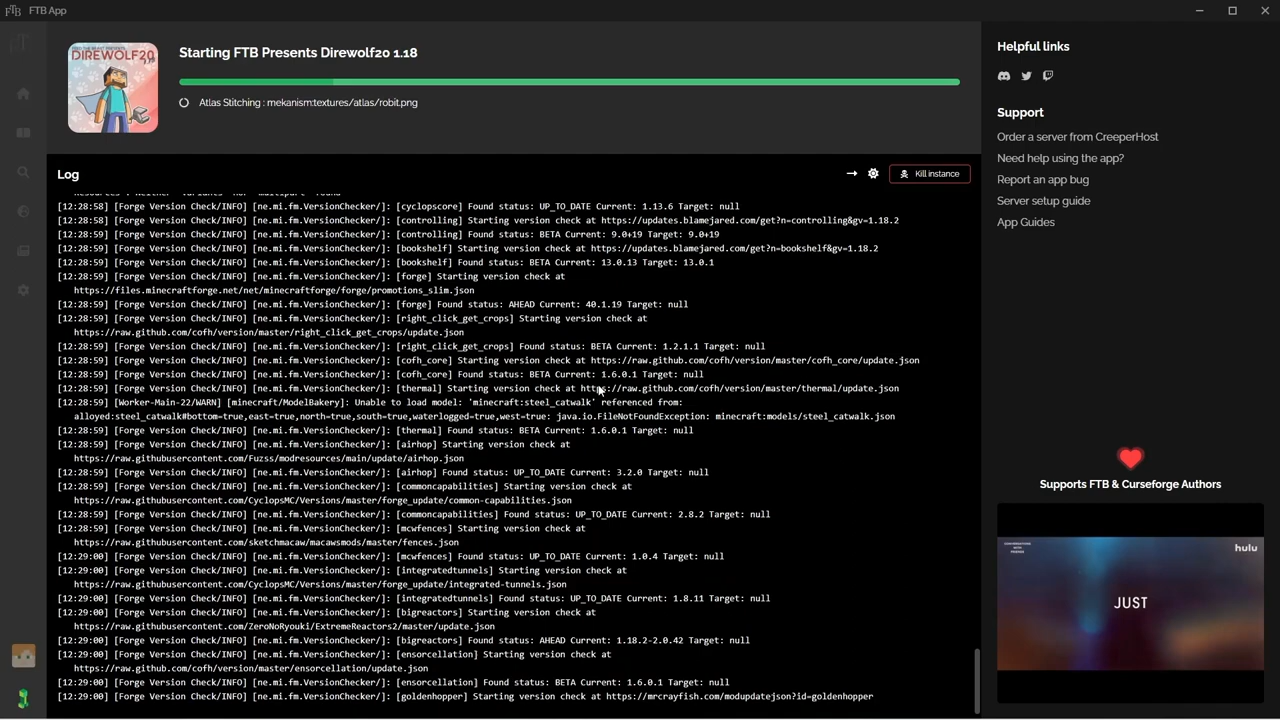 FTB App
DIREWOLF20
Starting FTB Presents Direwolf20 1.18
Atlas Stitching : mekanism:textures/atlas/robit.png
Log
Kill instance
[12:28:58] [Forge Version Check/INFO] [ne.mi.fm.VersionChecker/]: [cyclopscore] Found status: UP_TO_DATE Current: 1.13.6 Target: null
[12:28:59] [Forge Version Check/INFO] [ne.mi.fm.VersionChecker/]: [controlling] Starting version check at https://updates.blamejared.com/get?n=controlling&gv=1.18.2
[12:28:59] [Forge Version Check/INFO] [ne.mi.fm.VersionChecker/]: [controlling] Found status: BETA Current: 9.0+19 Target: 9.0+19
[12:28:59] [Forge Version Check/INFO] [ne.mi.fm.VersionChecker/]: [bookshelf] Starting version check at https://updates.blamejared.com/get?n=bookshelf&gv=1.18.2
[12:28:59] [Forge Version Check/INFO] [ne.mi.fm.VersionChecker/]: [bookshelf] Found status: BETA Current: 13.0.13 Target: 13.0.1
[12:28:59] [Forge Version Check/INFO] [ne.mi.fm.VersionChecker/]: [forge] Starting version check at
https://files.minecraftforge.net/net/minecraftforge/forge/promotions_slim.json
[12:28:59] [Forge Version Check/INFO] [ne.mi.fm.VersionChecker/]: [forge] Found status: AHEAD Current: 40.1.19 Target: null
[12:28:59] [Forge Version Check/INFO] [ne.mi.fm.VersionChecker/]: [right_click_get_crops] Starting version check at
https://raw.github.com/cofh/version/master/right_click_get_crops/update.json
[12:28:59] [Forge Version Check/INFO] [ne.mi.fm.VersionChecker/]: [right_click_get_crops] Found status: BETA Current: 1.2.1.1 Target: null
[12:28:59] [Forge Version Check/INFO] [ne.mi.fm.VersionChecker/]: [cofh_core] Starting version check at https://raw.github.com/cofh/version/master/cofh_core/update.json
[12:28:59] [Forge Version Check/INFO] [ne.mi.fm.VersionChecker/]: [cofh_core] Found status: BETA Current: 1.6.0.1 Target: null
[12:28:59] [Forge Version Check/INFO] [ne.mi.fm.VersionChecker/]: [thermal] Starting version check at https://raw.github.com/cofh/version/master/thermal/update.json
[12:28:59] [Worker-Main-22/WARN] [minecraft/ModelBakery]: Unable to load model: 'minecraft:steel_catwalk' referenced from:
alloyed:steel_catwalk#bottom=true,east=true,north=true,south=true,waterlogged=true,west=true: java.io.FileNotFoundException: minecraft:models/steel_catwalk.json
[12:28:59] [Forge Version Check/INFO] [ne.mi.fm.VersionChecker/]: [thermal] Found status: BETA Current: 1.6.0.1 Target: null
[12:28:59] [Forge Version Check/INFO] [ne.mi.fm.VersionChecker/]: [airhop] Starting version check at
https://raw.githubusercontent.com/Fuzss/modresources/main/update/airhop.json
[12:28:59] [Forge Version Check/INFO] [ne.mi.fm.VersionChecker/]: [airhop] Found status: UP_TO_DATE Current: 3.2.0 Target: null
[12:28:59] [Forge Version Check/INFO] [ne.mi.fm.VersionChecker/]: [commoncapabilities] Starting version check at
https://raw.githubusercontent.com/CyclopsMC/Versions/master/forge_update/common-capabilities.json
[12:28:59] [Forge Version Check/INFO] [ne.mi.fm.VersionChecker/]: [commoncapabilities] Found status: UP_TO_DATE Current: 2.8.2 Target: null
[12:28:59] [Forge Version Check/INFO] [ne.mi.fm.VersionChecker/]: [mcwfences] Starting version check at
https://raw.githubusercontent.com/sketchmacaw/macawsmods/master/fences.json
[12:29:00] [Forge Version Check/INFO] [ne.mi.fm.VersionChecker/]: [mcwfences] Found status: UP_TO_DATE Current: 1.0.4 Target: null
[12:29:00] [Forge Version Check/INFO] [ne.mi.fm.VersionChecker/]: [integratedtunnels] Starting version check at
https://raw.githubusercontent.com/CyclopsMC/Versions/master/forge_update/integrated-tunnels.json
[12:29:00] [Forge Version Check/INFO] [ne.mi.fm.VersionChecker/]: [integratedtunnels] Found status: UP_TO_DATE Current: 1.8.11 Target: null
[12:29:00] [Forge Version Check/INFO] [ne.mi.fm.VersionChecker/]: [bigreactors] Starting version check at
https://raw.githubusercontent.com/ZeroNoRyouki/ExtremeReactors2/master/update.json
[12:29:00] [Forge Version Check/INFO] [ne.mi.fm.VersionChecker/]: [bigreactors] Found status: AHEAD Current: 1.18.2-2.0.42 Target: null
[12:29:00] [Forge Version Check/INFO] [ne.mi.fm.VersionChecker/]: [ensorcellation] Starting version check at
https://raw.github.com/cofh/version/master/ensorcellation/update.json
[12:29:00] [Forge Version Check/INFO] [ne.mi.fm.VersionChecker/]: [ensorcellation] Found status: BETA Current: 1.6.0.1 Target: null
[12:29:00] [Forge Version Check/INFO] [ne.mi.fm.VersionChecker/]: [goldenhopper] Starting version check at https://mrcrayfish.com/modupdatejson?id=goldenhopper
Helpful links
Support
Order a server from CreeperHost
Need help using the app?
Report an app bug
Server setup guide
App Guides
Supports FTB & Curseforge Authors
CONVERSATIONS
WITH
FRIENDS
hulu
JUST